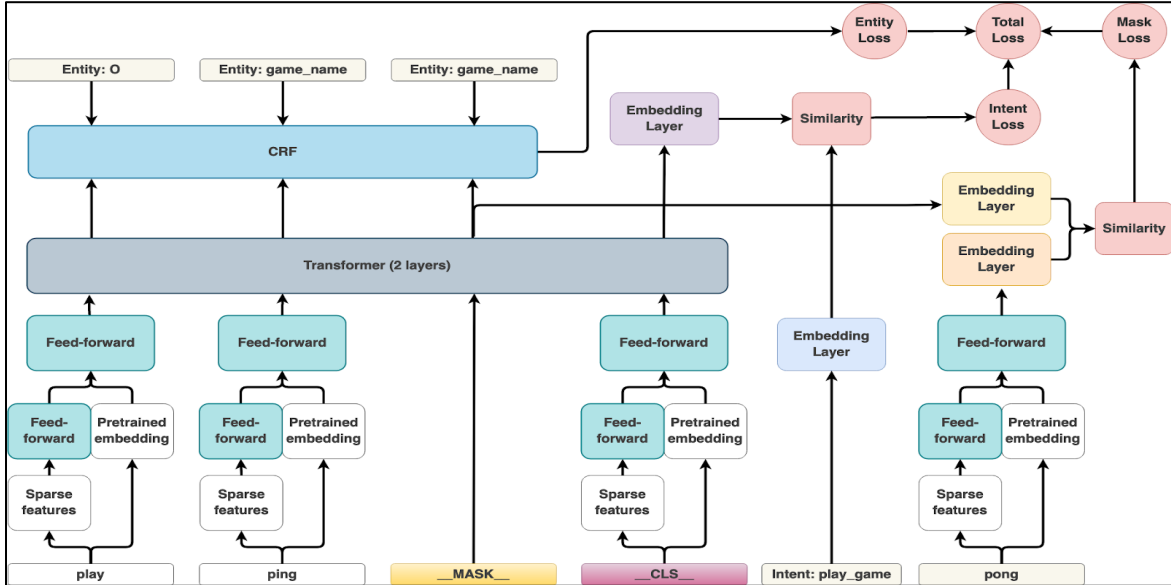 Entity
Loss
Total
Loss
Mask
Loss
Entity: O
Entity: game_name
Entity: game_name
Embedding
Layer
Similarity
Intent
Loss
CRF
Embedding
Layer
Similarity
Transformer (2 layers)
Embedding
Layer
Feed-forward
Feed-forward
Feed-forward
Embedding
Layer
Feed-forward
Feed-
forward
Pretrained
embedding
Feed-
forward
Pretrained
embedding
Feed-
forward
Pretrained
embedding
Feed-
forward
Pretrained
embedding
Sparse
features
Sparse
features
Sparse
features
Sparse
features
play
ping
__MASK__
__CLS__
Intent: play_game
pong